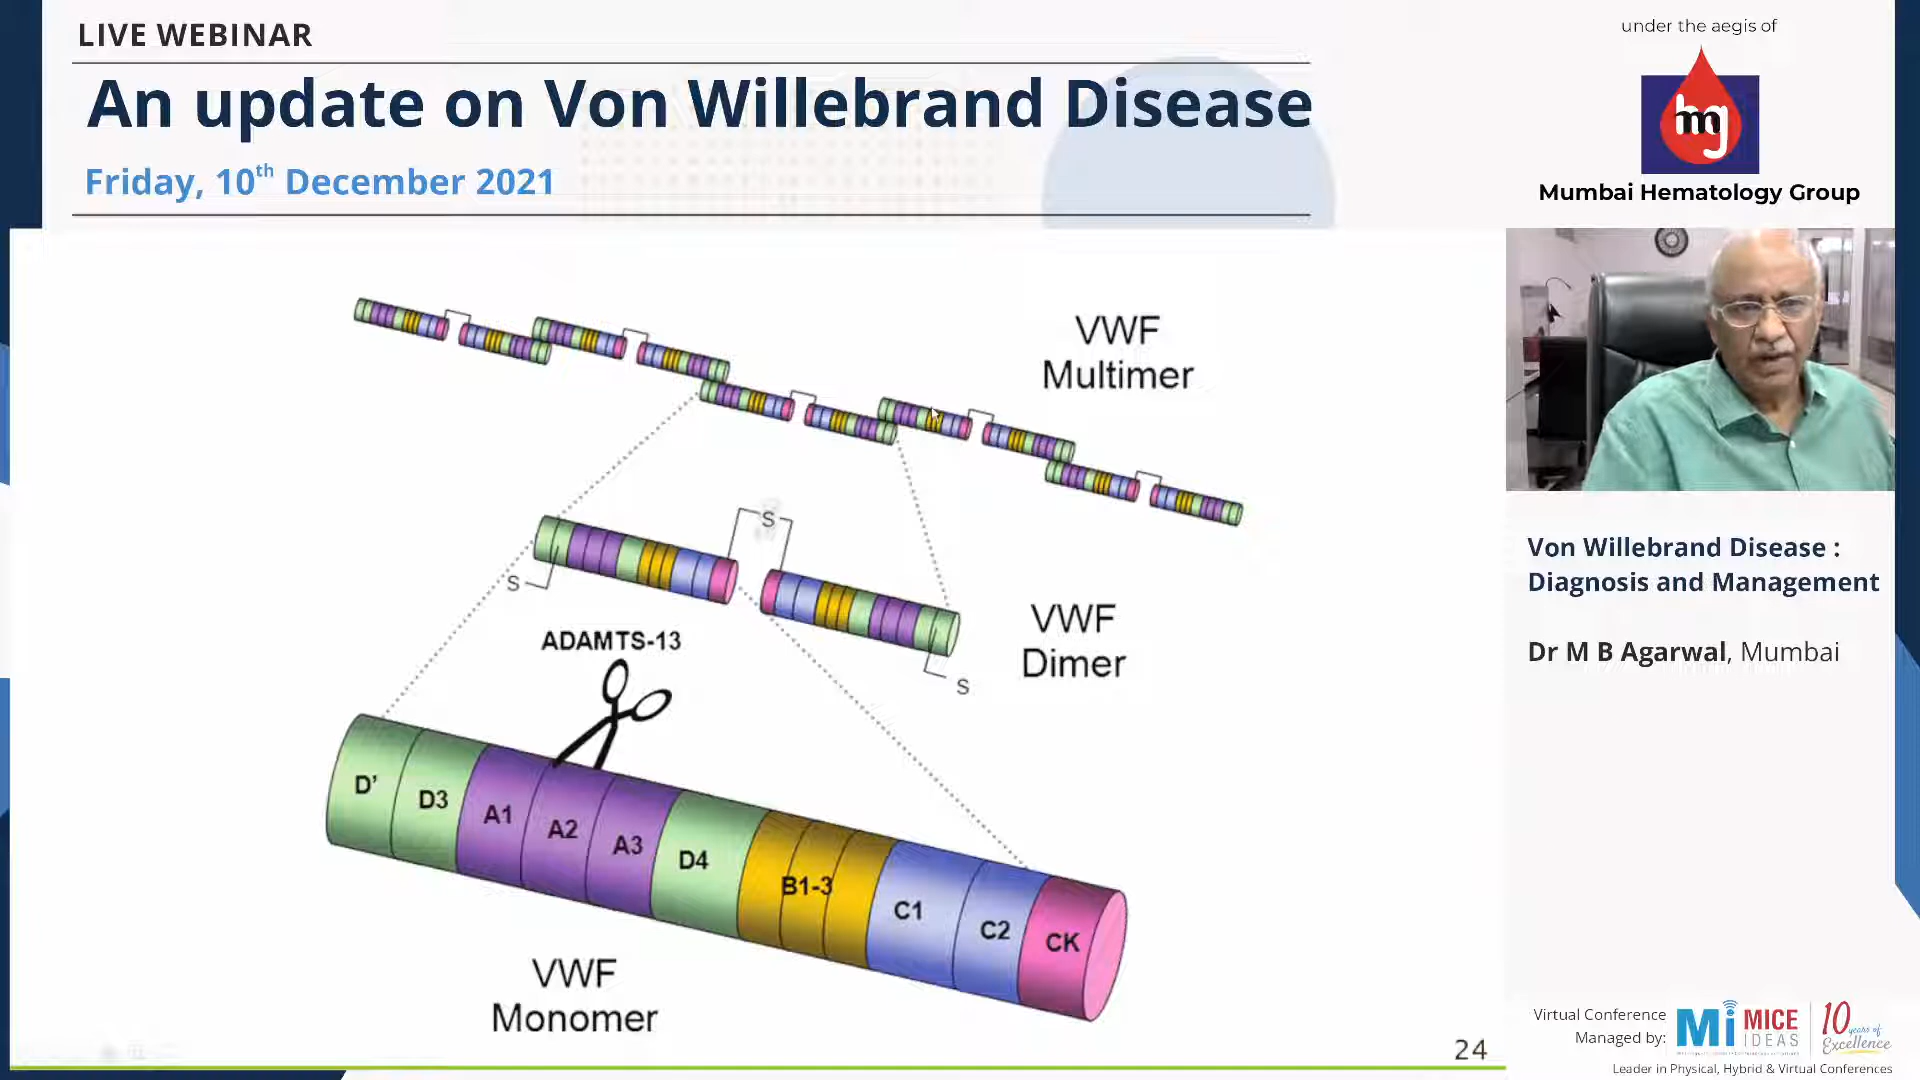 LIVE WEBINAR
An update on Von Willebrand Disease
Friday, 10th December 2021
under the aegis of
hg
Mumbai Hematology Group
VWF
Multimer
S
S
S
VWF
Dimer
ADAMTS-13
D'
D3
A1
A2
A3
D4
B1-3
C1
C2
CK
VWF
Monomer
24
Von Willebrand Disease :
Diagnosis and Management
Dr M B Agarwal, Mumbai
Virtual Conference
Managed by:
Mi MICE
IDEAS
10
years of
Excellence
Leader in Physical, Hybrid & Virtual Conferences